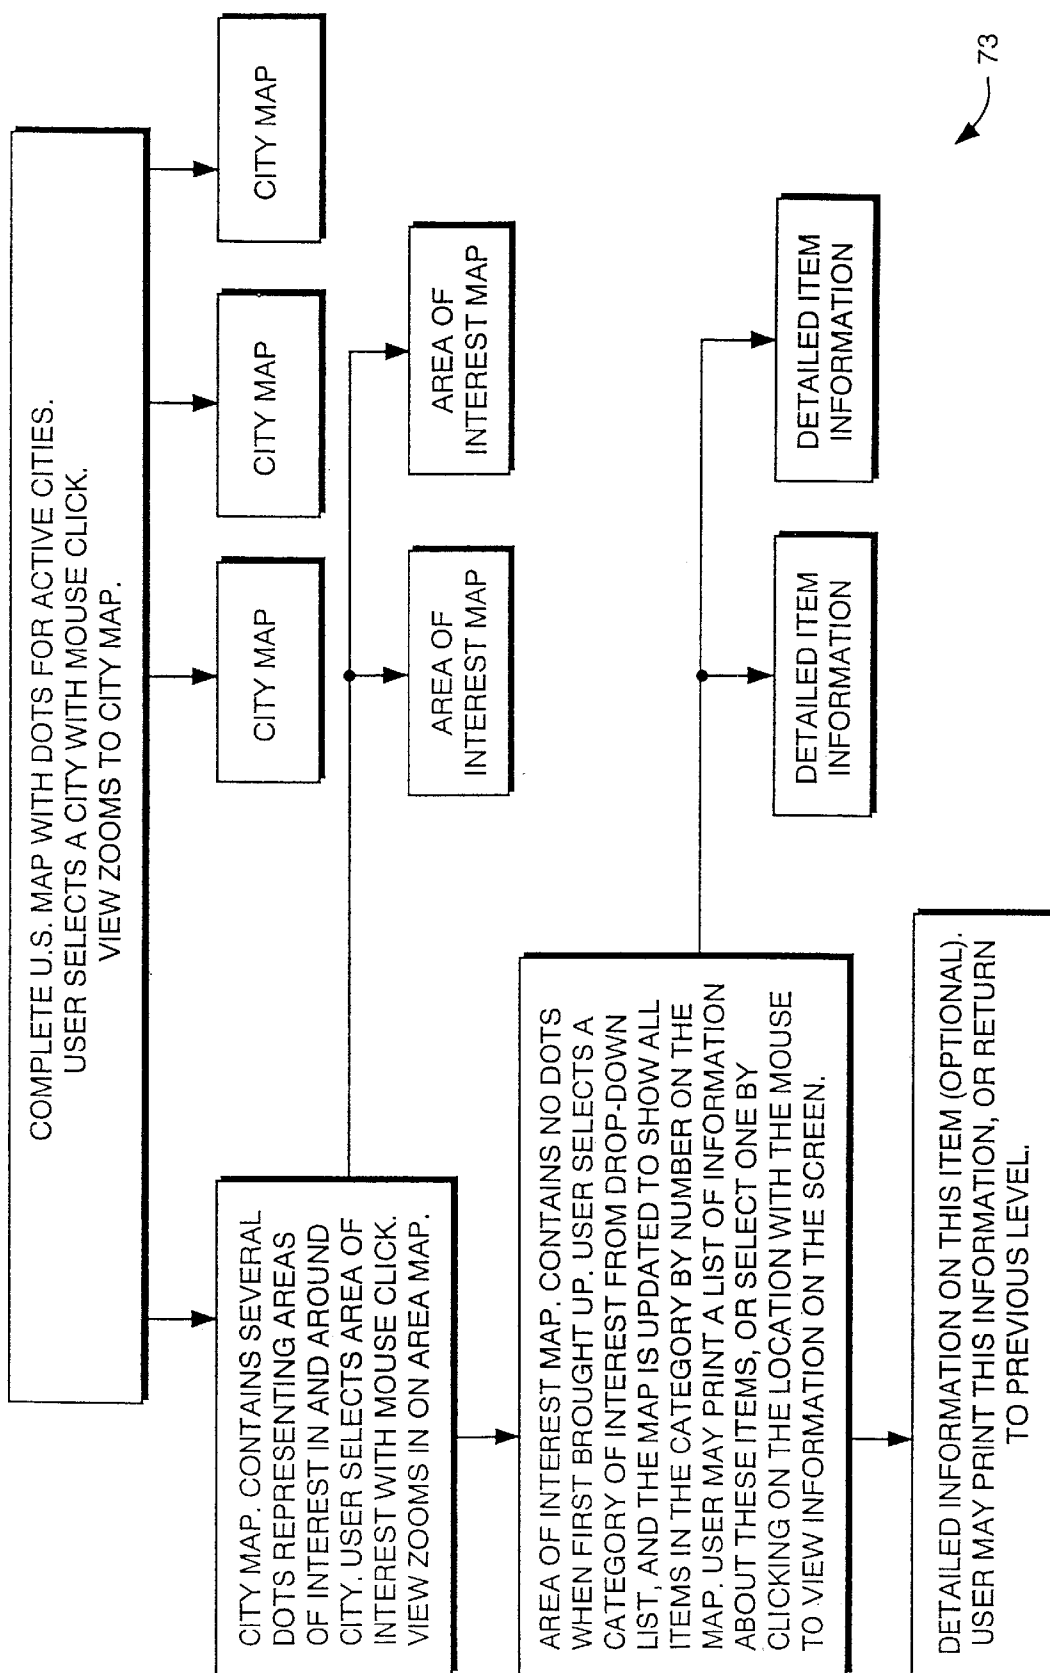 COMPLETE U.S. MAP WITH DOTS FOR ACTIVE CITIES.
USER SELECTS A CITY WITH MOUSE CLICK.
VIEW ZOOMS TO CITY MAP.
CITY MAP. CONTAINS SEVERAL
DOTS REPRESENTING AREAS
OF INTEREST IN AND AROUND
CITY. USER SELECTS AREA OF
INTEREST WITH MOUSE CLICK.
VIEW ZOOMS IN ON AREA MAP.
CITY MAP
CITY MAP
CITY MAP
AREA OF
INTEREST MAP
AREA OF
INTEREST MAP
AREA OF INTEREST MAP. CONTAINS NO DOTS
WHEN FIRST BROUGHT UP. USER SELECTS A
CATEGORY OF INTEREST FROM DROP-DOWN
LIST, AND THE MAP IS UPDATED TO SHOW ALL
ITEMS IN THE CATEGORY BY NUMBER ON THE
MAP. USER MAY PRINT A LIST OF INFORMATION
ABOUT THESE ITEMS, OR SELECT ONE BY
CLICKING ON THE LOCATION WITH THE MOUSE
TO VIEW INFORMATION ON THE SCREEN.
DETAILED ITEM
INFORMATION
DETAILED ITEM
INFORMATION
DETAILED INFORMATION ON THIS ITEM (OPTIONAL).
USER MAY PRINT THIS INFORMATION, OR RETURN
TO PREVIOUS LEVEL.
73